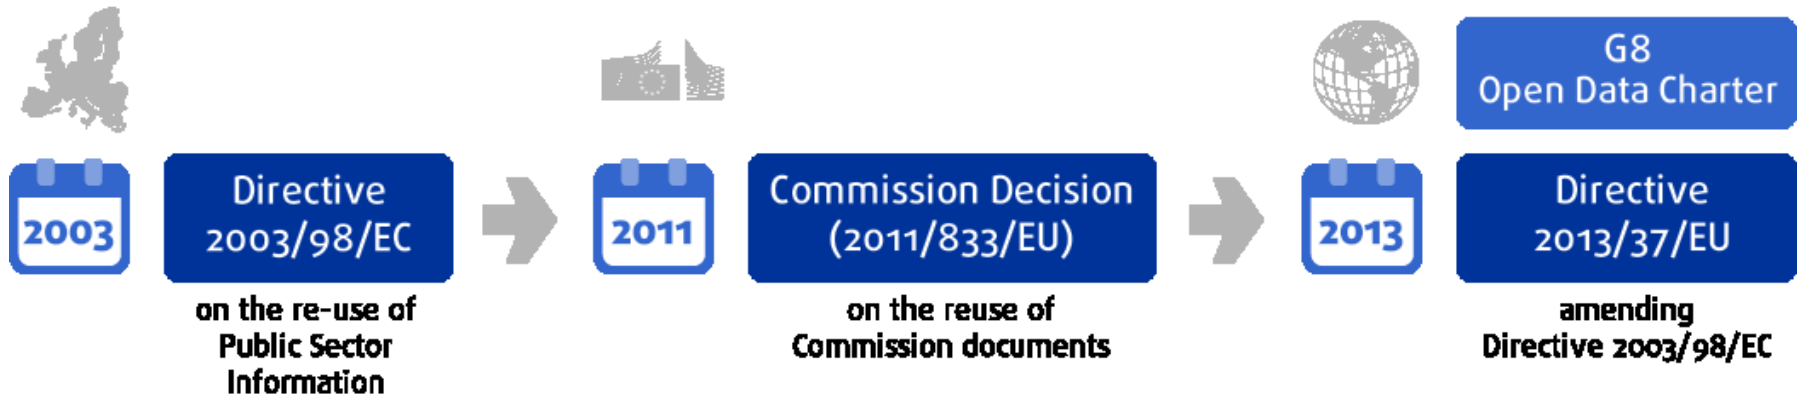 2003
Directive
2003/98/EC
on the re-use of
Public Sector
Information
2011
Commission Decision
(2011/833/EU)
on the reuse of
Commission documents
G8
Open Data Charter
2013
Directive
2013/37/EU
amending
Directive 2003/98/EC